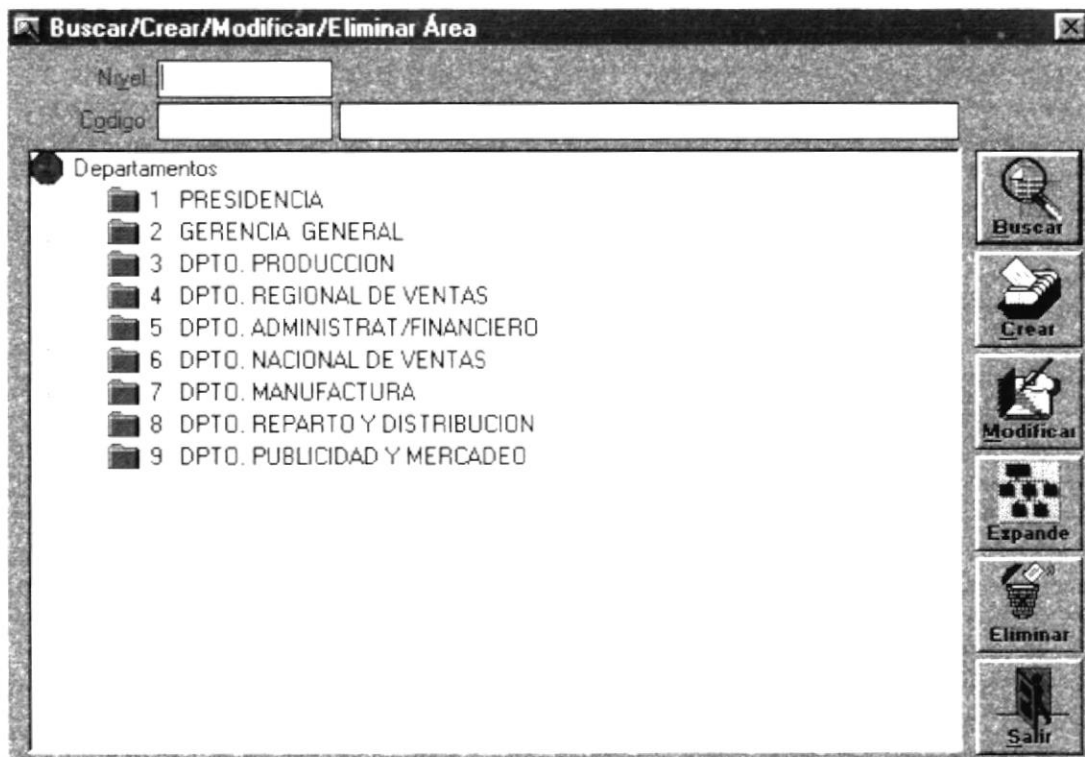 Buscar/Crear/Modificar/Eliminar Área
Nivel
Codigo
Departamentos
1 PRESIDENCIA
2 GERENCIA GENERAL
3 DPTO. PRODUCCION
4 DPTO. REGIONAL DE VENTAS
5 DPTO. ADMINISTRAT/FINANCIERO
6 DPTO. NACIONAL DE VENTAS
7 DPTO. MANUFACTURA
8 DPTO. REPARTO Y DISTRIBUCION
9 DPTO. PUBLICIDAD Y MERCADEO
Buscar
Crear
Modificar
Expande
Eliminar
Salir